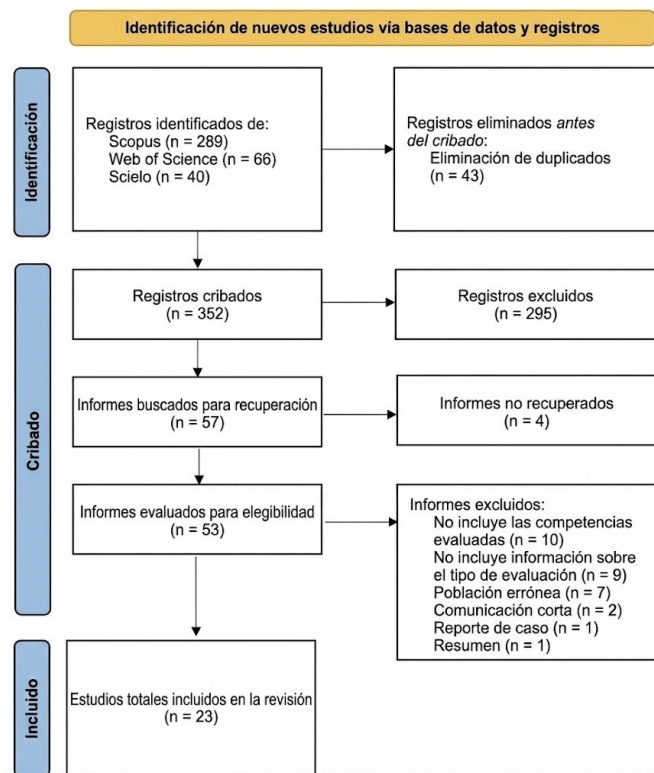 Identificación de nuevos estudios vía bases de datos y registros
Identificación
Registros identificados de:
Scopus (n = 289)
Web of Science (n = 66)
Scielo (n = 40)
Registros eliminados antes
del cribado:
Eliminación de duplicados
(n = 43)
Cribado
Registros cribados
(n = 352)
Registros excluidos
(n = 295)
Informes buscados para recuperación
(n = 57)
Informes no recuperados
(n = 4)
Informes evaluados para elegibilidad
(n = 53)
Informes excluidos:
No incluye las competencias
evaluadas (n = 10)
No incluye información sobre
el tipo de evaluación (n = 9)
Población errónea (n = 7)
Comunicación corta (n = 2)
Reporte de caso (n = 1)
Resumen (n = 1)
Incluido
Estudios totales incluidos en la revisión
(n = 23)